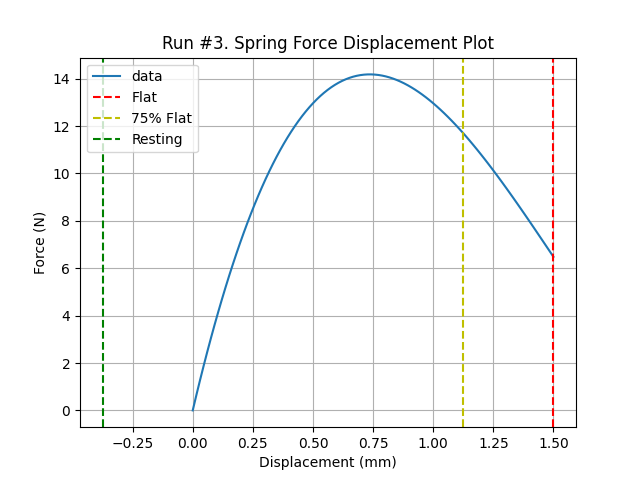 Run #3. Spring Force Displacement Plot
data
Flat
75% Flat
Resting
14
12
10
8
6
4
2
0
Force (N)
−0.25 0.00 0.25 0.50 0.75 1.00 1.25 1.50
Displacement (mm)